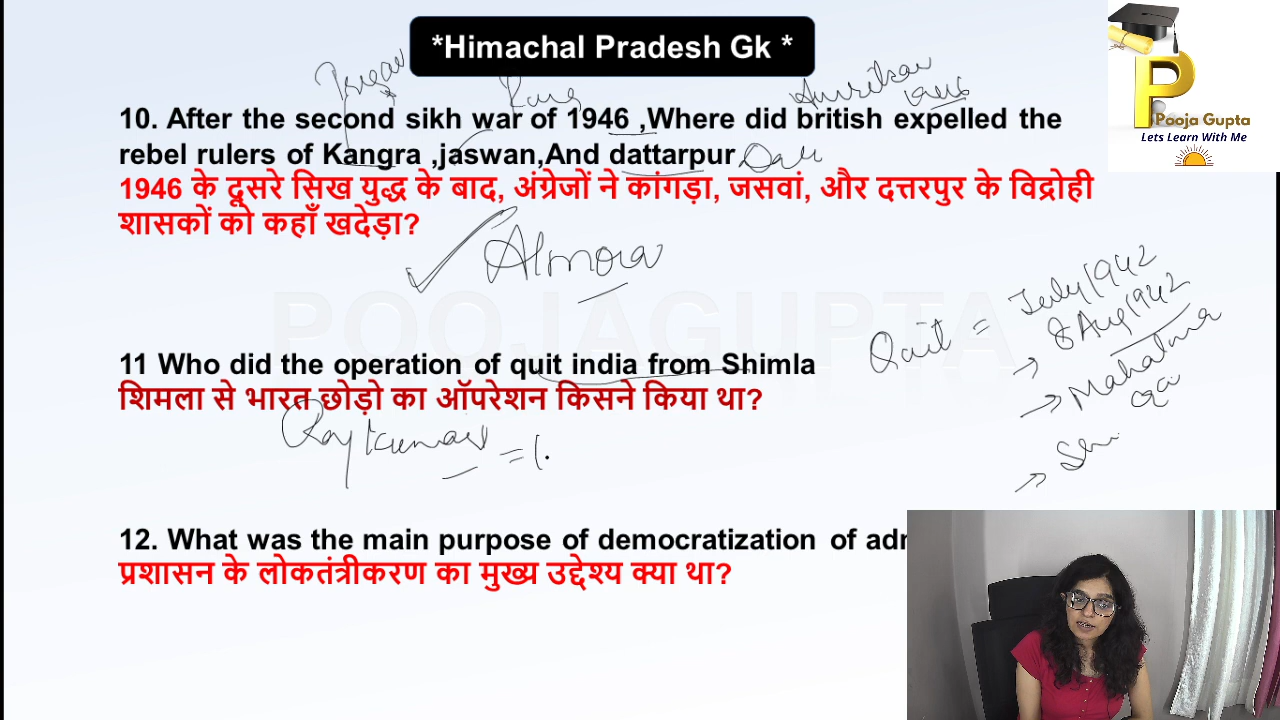 *Himachal Pradesh Gk *
Pooja Gupta
Lets Learn With Me
10. After the second sikh war of 1946 ,Where did british expelled the
rebel rulers of Kangra ,jaswan,And dattarpur
1946 के दूसरे सिख युद्ध के बाद, अंग्रेजों ने कांगड़ा, जसवां, और दत्तरपुर के विद्रोही
शासकों को कहाँ खदेड़ा?
Almora
POOJAGUPTA
Quit = July 1942
→ 8 Aug 1942
→ Mahatma
11 Who did the operation of quit india from Shimla
शिमला से भारत छोड़ो का ऑपरेशन किसने किया था?
Rajkumari =
12. What was the main purpose of democratization of adr
प्रशासन के लोकतंत्रीकरण का मुख्य उद्देश्य क्या था?